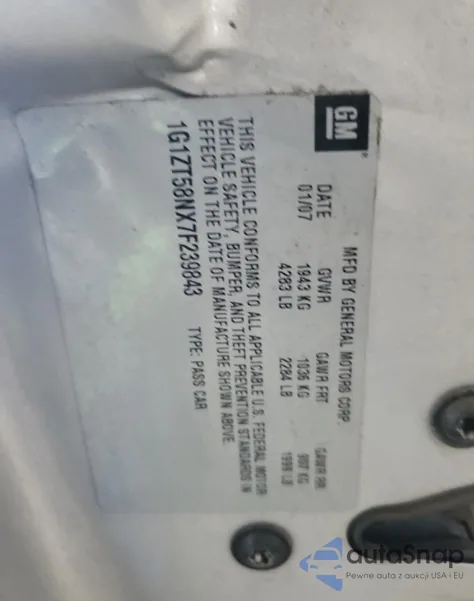 GM
MFD BY GENERAL MOTORS CORP
DATE GVWR GAWR FRT GAWR RR
01/07 1943 KG 1036 KG 907 KG
4283 LB 2284 LB 1999 LB
THIS VEHICLE CONFORMS TO ALL APPLICABLE U.S. FEDERAL MOTOR
VEHICLE SAFETY, BUMPER, AND THEFT PREVENTION STANDARDS IN
EFFECT ON THE DATE OF MANUFACTURE SHOWN ABOVE.
1G1ZT58NX7F239843 TYPE: PASS CAR
autoSnap
Pewne auta z aukcji USA i EU